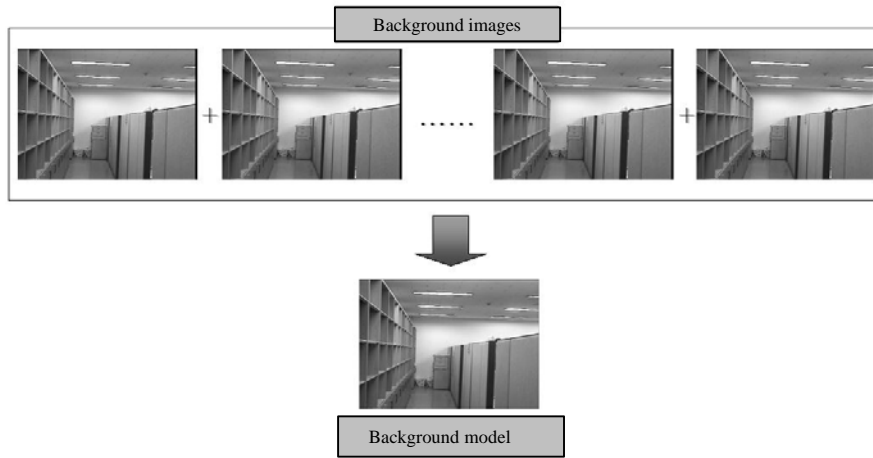 Background images
+
......
+
Background model